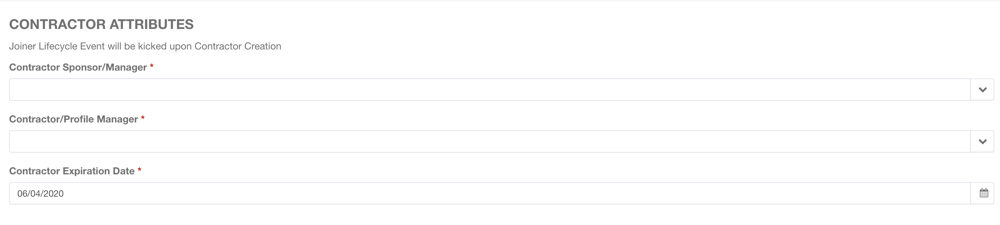 CONTRACTOR ATTRIBUTES
Joiner Lifecycle Event will be kicked upon Contractor Creation
Contractor Sponsor/Manager *
Contractor/Profile Manager *
Contractor Expiration Date *
06/04/2020